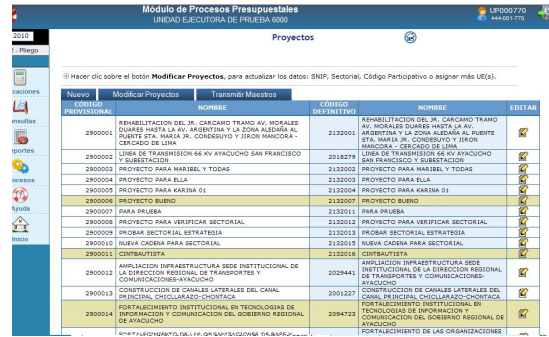 Módulo de Procesos Presupuestales
UNIDAD EJECUTORA DE PRUEBA 6000
UP000770
444-001-770
2010
Proyectos
- Pliego
Hacer clic sobre el botón Modificar Proyectos, para actualizar los datos: SNIP, Sectorial, Código Participativo o asignar más UE(s).
Nuevo Modificar Proyectos Transmitir Maestros
CÓDIGO PROVISIONAL NOMBRE CÓDIGO DEFINITIVO NOMBRE EDITAR
2900001
REHABILITACION DEL JR. CARCAMO TRAMO AV. MORALES
DUARES HASTA LA AV. ARGENTINA Y LA ZONA ALEDAÑA AL
PUENTE STA. MARIA JR. CONDESUYO Y JIRON MANCORA -
CERCADO DE LIMA
2132001
REHABILITACION DEL JR. CARCAMO TRAMO
AV. MORALES DUARES HASTA LA AV.
ARGENTINA Y LA ZONA ALEDAÑA AL PUENTE
STA. MARIA JR. CONDESUYO Y JIRON
MANCORA - CERCADO DE LIMA
2900002
LINEA DE TRANSMISION 66 KV AYACUCHO SAN FRANCISCO
Y SUBESTACION
2018279
LINEA DE TRANSMISION 66 KV AYACUCHO
SAN FRANCISCO Y SUBESTACION
2900003 PROYECTO PARA MARIBEL Y TODAS 2132002 PROYECTO PARA MARIBEL Y TODAS
2900004 PROYECTO PARA ELLA 2132003 PROYECTO PARA ELLA
2900005 PROYECTO PARA KARINA 01 2132004 PROYECTO PARA KARINA 01
2900006 PROYECTO BUENO 2132007 PROYECTO BUENO
2900007 PARA PRUEBA 2132011 PARA PRUEBA
2900008 PROYECTO PARA VERIFICAR SECTORIAL 2132012 PROYECTO PARA VERIFICAR SECTORIAL
2900009 PROBAR SECTORIAL ESTRATEGIA 2132013 PROBAR SECTORIAL ESTRATEGIA
2900010 NUEVA CADENA PARA SECTORIAL 2132015 NUEVA CADENA PARA SECTORIAL
2900011 CINTBAUTISTA 2132016 CINTBAUTISTA
2900012
AMPLIACION INFRAESTRUCTURA SEDE INSTITUCIONAL DE
LA DIRECCION REGIONAL DE TRANSPORTES Y
COMUNICACIONES-AYACUCHO
2029441
AMPLIACION INFRAESTRUCTURA SEDE
INSTITUCIONAL DE LA DIRECCION REGIONAL
DE TRANSPORTES Y COMUNICACIONES-
AYACUCHO
2900013
CONSTRUCCION DE CANALES LATERALES DEL CANAL
PRINCIPAL CHICLLARAZO-CHONTACA
2001227
CONSTRUCCION DE CANALES LATERALES DEL
CANAL PRINCIPAL CHICLLARAZO-CHONTACA
2900014
FORTALECIMIENTO INSTITUCIONAL EN TECNOLOGIAS DE
INFORMACION Y COMUNICACION DEL GOBIERNO REGIONAL
DE AYACUCHO
2094723
FORTALECIMIENTO INSTITUCIONAL EN
TECNOLOGIAS DE INFORMACION Y
COMUNICACION DEL GOBIERNO REGIONAL DE
AYACUCHO
FORTALECIMIENTO DE LAS ORGANIZACIONES DE BASE Y
FORTALECIMIENTO DE LAS ORGANIZACIONES
caciones
nsultas
portes
ocesos
Ayuda
Inicio